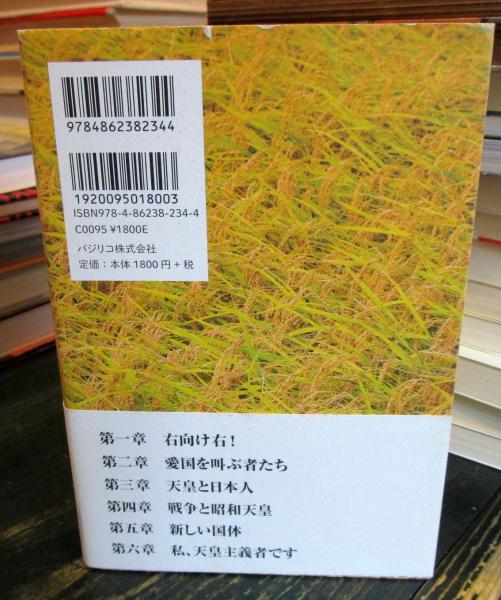 9784862382344
1920095018003
ISBN978-4-86238-234-4
C0095 ¥1800E
バジリコ株式会社
定価:本体1800円+税
第一章 右向け右!
第二章 愛国を叫ぶ者たち
第三章 天皇と日本人
第四章 戦争と昭和天皇
第五章 新しい国体
第六章 私、天皇主義者です